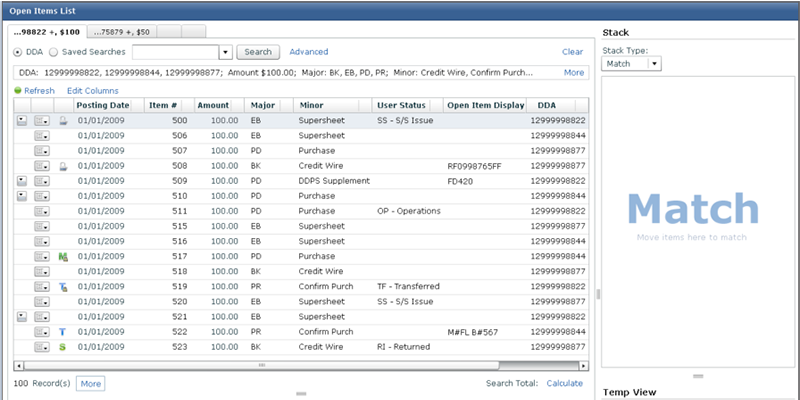 Open Items List
...98822 +, $100 ...75879 +, $50
DDA Saved Searches Search Advanced Clear
DDA: 12999998822, 12999998844, 12999998877; Amount $100.00; Major: BK, EB, PD, PR; Minor: Credit Wire, Confirm Purch... More
Refresh Edit Columns
Posting Date Item # Amount Major Minor User Status Open Item Display DDA
01/01/2009 500 100.00 EB Supersheet SS - S/S Issue 12999998822
01/01/2009 506 100.00 EB Supersheet 12999998844
01/01/2009 507 100.00 PD Purchase 12999998877
01/01/2009 508 100.00 BK Credit Wire RF0998765FF 12999998877
01/01/2009 509 100.00 PD DDPS Supplement FD420 12999998822
01/01/2009 510 100.00 PD Purchase 12999998844
01/01/2009 511 100.00 PD Purchase OP - Operations 12999998822
01/01/2009 515 100.00 EB Supersheet 12999998877
01/01/2009 516 100.00 EB Supersheet 12999998844
01/01/2009 517 100.00 PD Purchase 12999998844
01/01/2009 518 100.00 BK Credit Wire 12999998877
01/01/2009 519 100.00 PR Confirm Purch TF - Transferred 12999998822
01/01/2009 520 100.00 EB Supersheet SS - S/S Issue 12999998877
01/01/2009 521 100.00 EB Supersheet 12999998822
T 01/01/2009 522 100.00 PR Confirm Purch M#FL B#567 12999998844
S 01/01/2009 523 100.00 BK Credit Wire RI - Returned 12999998877
100 Record(s) More Search Total: Calculate
Stack
Stack Type:
Match
Match
Move items here to match
Temp View